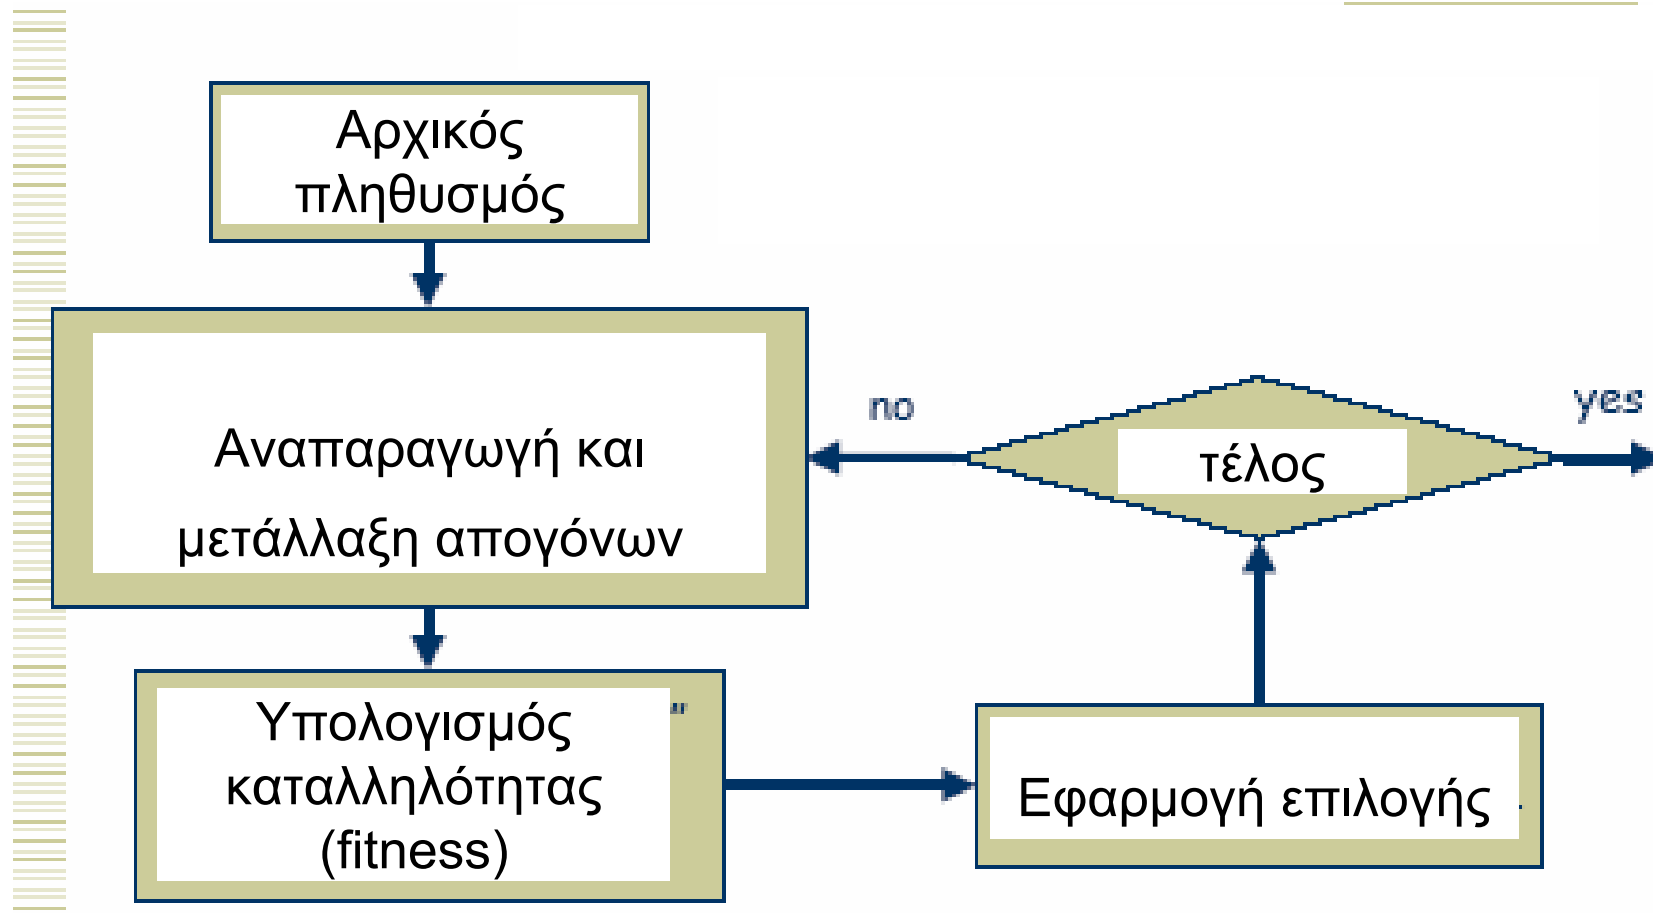 Αρχικός
πληθυσμός
Αναπαραγωγή και
μετάλλαξη απογόνων
no
τέλος
yes
Υπολογισμός
καταλληλότητας
(fitness)
Εφαρμογή επιλογής